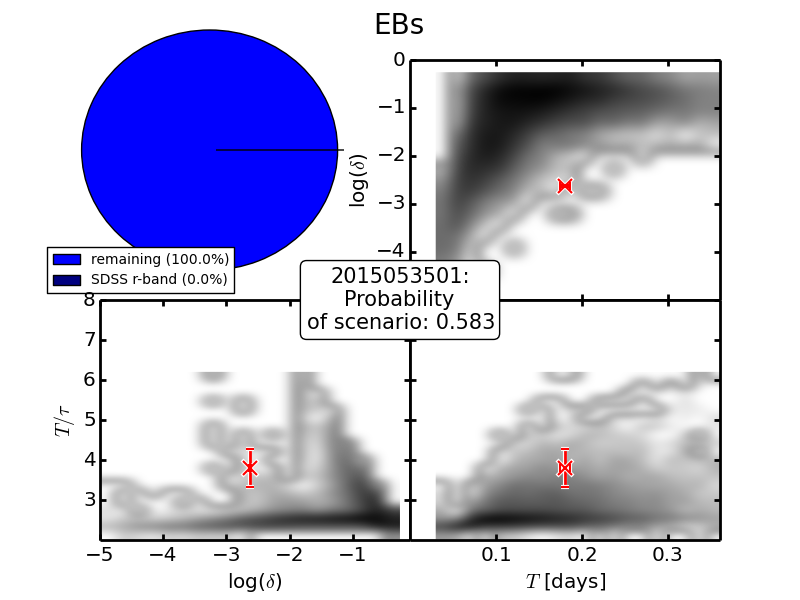 EBs
remaining (100.0%)
SDSS r-band (0.0%)
0
−1
−2
−3
−4
log(δ)
2015053501:
Probability
of scenario: 0.583
8
6
5
4
3
T/τ
−5 −4 −3 −2 −1
log(δ)
0.1 0.2 0.3
T [days]